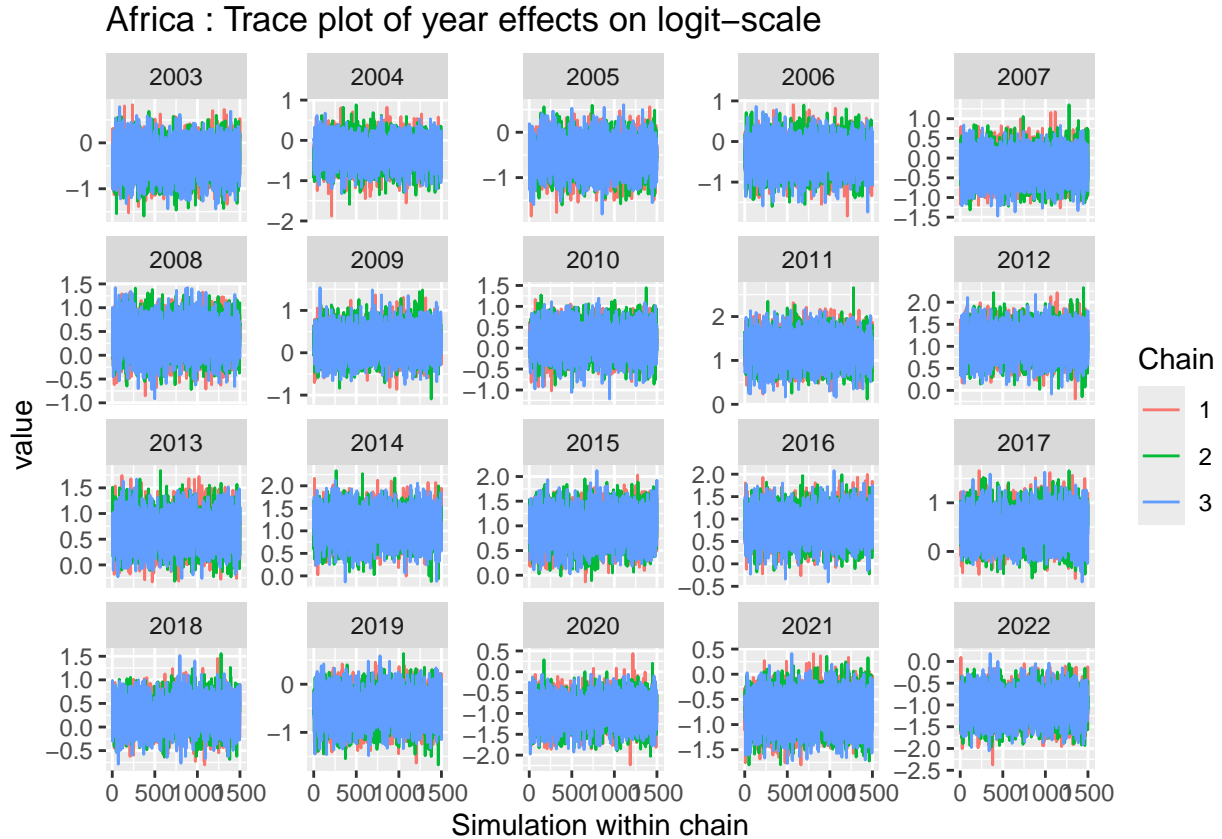 Africa : Trace plot of year effects on logit−scale
2003 2004 2005 2006 2007
0 −1
1 0 −1 −2
0 −1
1 0 −1
1.0 0.5 0.0 −0.5 −1.0 −1.5
2008 2009 2010 2011 2012
1.5 1.0 0.5 0.0 −0.5 −1.0
1 0 −1
1.5 1.0 0.5 0.0 −0.5 −1.0
2 1 0
2.0 1.5 1.0 0.5 0.0
2013 2014 2015 2016 2017
1.5 1.0 0.5 0.0
2.0 1.5 1.0 0.5 0.0
2.0 1.5 1.0 0.5 0.0
2.0 1.5 1.0 0.5 0.0 −0.5
1 0
2018 2019 2020 2021 2022
1.5 1.0 0.5 0.0 −0.5
0 −1
0.5 0.0 −0.5 −1.0 −1.5 −2.0
0.5 0.0 −0.5 −1.0 −1.5
0.0 −0.5 −1.0 −1.5 −2.0 −2.5
0 500 1000 1500 0 500 1000 1500 0 500 1000 1500 0 500 1000 1500 0 500 1000 1500
Simulation within chain
value
Chain
1
2
3